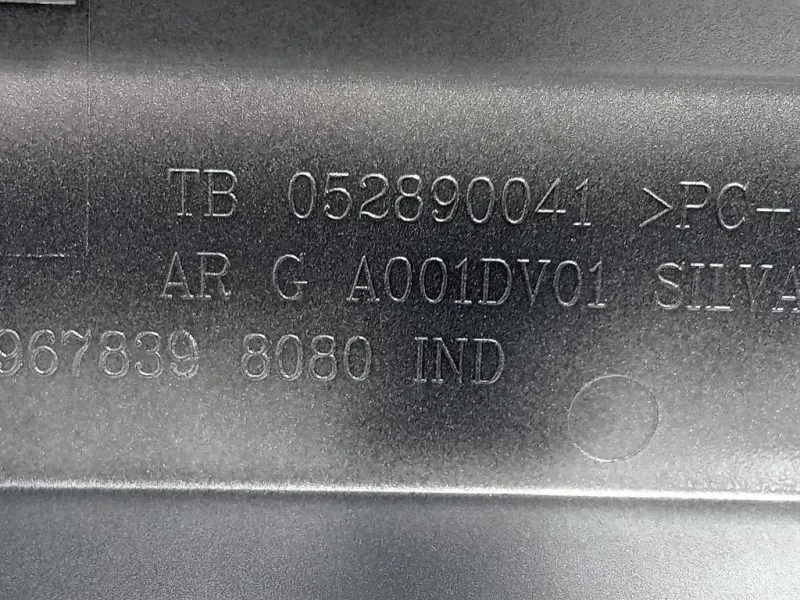 TB 052890041 >PC-
AR G A001DV01 SILVA
967839 8080 IND